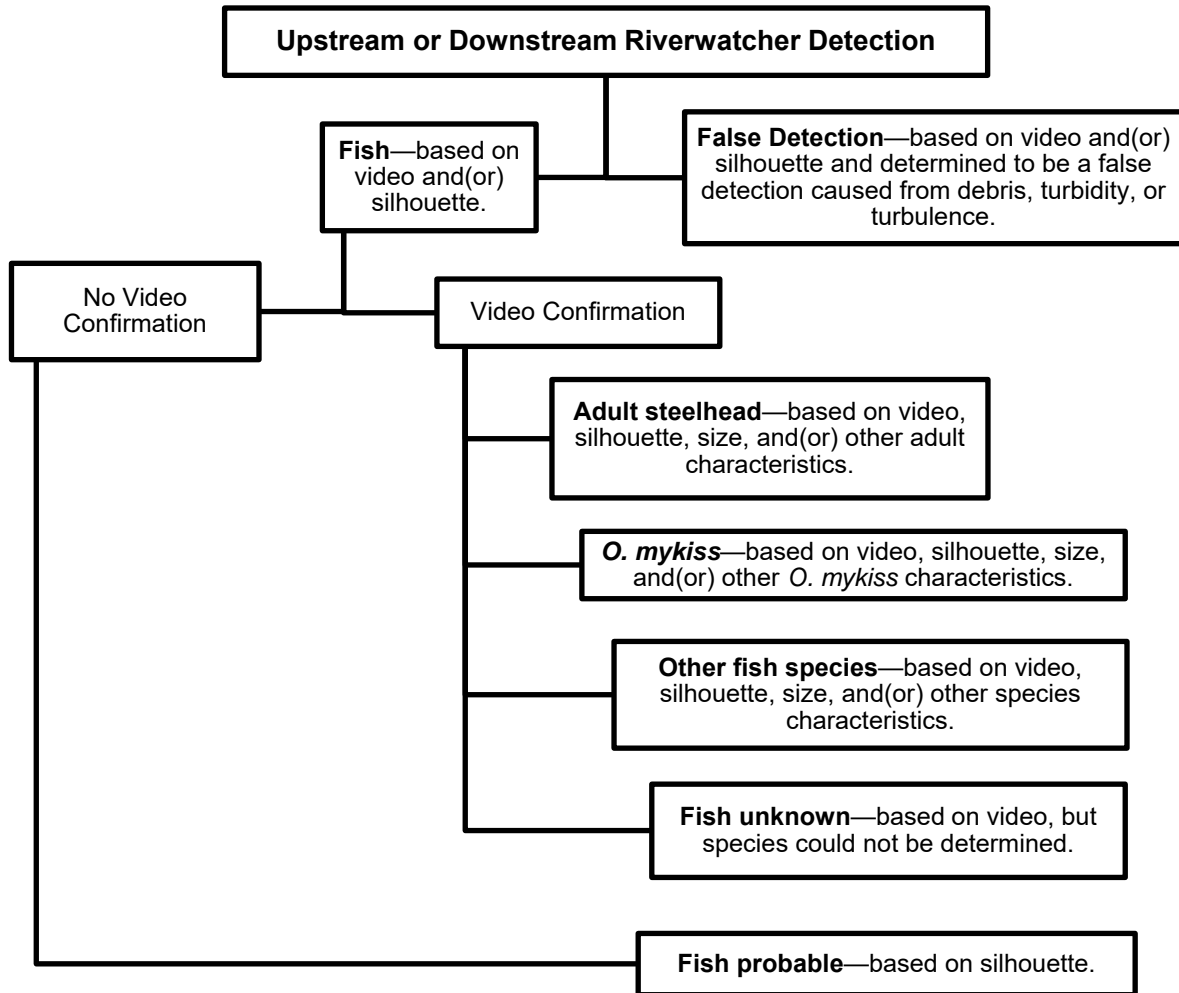 Upstream or Downstream Riverwatcher Detection
Fish—based on
video and(or)
silhouette.
False Detection—based on video and(or)
silhouette and determined to be a false
detection caused from debris, turbidity, or
turbulence.
No Video
Confirmation
Video Confirmation
Adult steelhead—based on video,
silhouette, size, and(or) other adult
characteristics.
O. mykiss—based on video, silhouette, size,
and(or) other O. mykiss characteristics.
Other fish species—based on video,
silhouette, size, and(or) other species
characteristics.
Fish unknown—based on video, but
species could not be determined.
Fish probable—based on silhouette.